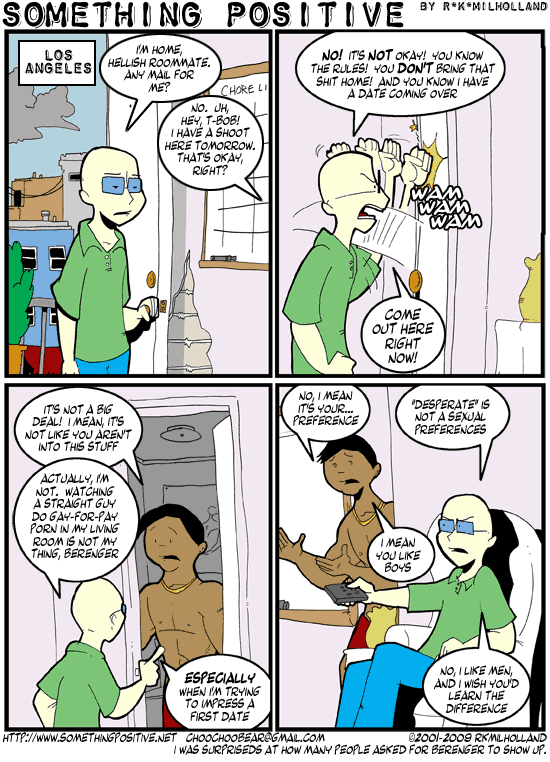 SOMETHING POSITIVE BY R*K*MILHOLLAND
LOS
ANGELES
I'M HOME,
HELLISH ROOMMATE.
ANY MAIL FOR
ME?
CHORE LI
NO. UH,
HEY, T-BOB!
I HAVE A SHOOT
HERE TOMORROW.
THAT'S OKAY,
RIGHT?
NO! IT'S NOT OKAY! YOU KNOW
THE RULES! YOU DON'T BRING THAT
SHIT HOME! AND YOU KNOW I HAVE
A DATE COMING OVER
WAM
WAM
WAM
COME
OUT HERE
RIGHT
NOW!
IT'S NOT A BIG
DEAL! I MEAN, IT'S
NOT LIKE YOU AREN'T
INTO THIS STUFF
ACTUALLY, I'M
NOT. WATCHING
A STRAIGHT GUY
DO GAY-FOR-PAY
PORN IN MY LIVING
ROOM IS NOT MY
THING, BERENGER
ESPECIALLY
WHEN I'M TRYING
TO IMPRESS A
FIRST DATE
NO, I MEAN
IT'S YOUR...
PREFERENCE
"DESPERATE" IS
NOT A SEXUAL
PREFERENCES
I MEAN
YOU LIKE
BOYS
NO, I LIKE MEN,
AND I WISH YOU'D
LEARN THE
DIFFERENCE
HTTP://WWW.SOMETHINGPOSITIVE.NET CHOOCHOOBEAR@GMAIL.COM ©2001-2009 RKMILHOLLAND
I WAS SURPRISEDS AT HOW MANY PEOPLE ASKED FOR BERENGER TO SHOW UP.